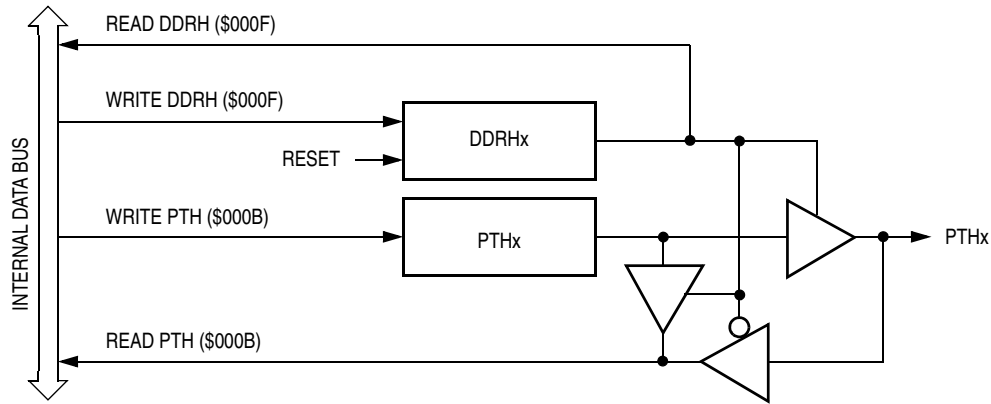 READ DDRH ($000F)
WRITE DDRH ($000F)
RESET
DDRHx
WRITE PTH ($000B)
PTHx
PTHx
READ PTH ($000B)
INTERNAL DATA BUS